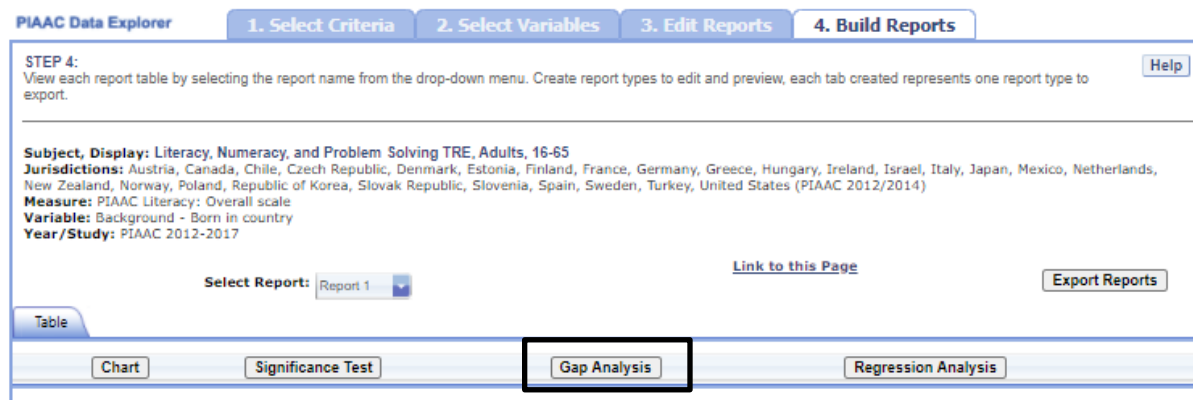 PIAAC Data Explorer
1. Select Criteria
2. Select Variables
3. Edit Reports
4. Build Reports
STEP 4:
View each report table by selecting the report name from the drop-down menu. Create report types to edit and preview, each tab created represents one report type to
export.
Help
Subject, Display: Literacy, Numeracy, and Problem Solving TRE, Adults, 16-65
Jurisdictions: Austria, Canada, Chile, Czech Republic, Denmark, Estonia, Finland, France, Germany, Greece, Hungary, Ireland, Israel, Italy, Japan, Mexico, Netherlands,
New Zealand, Norway, Poland, Republic of Korea, Slovak Republic, Slovenia, Spain, Sweden, Turkey, United States (PIAAC 2012/2014)
Measure: PIAAC Literacy: Overall scale
Variable: Background - Born in country
Year/Study: PIAAC 2012-2017
Link to this Page
Select Report: Report 1
Export Reports
Table
Chart
Significance Test
Gap Analysis
Regression Analysis